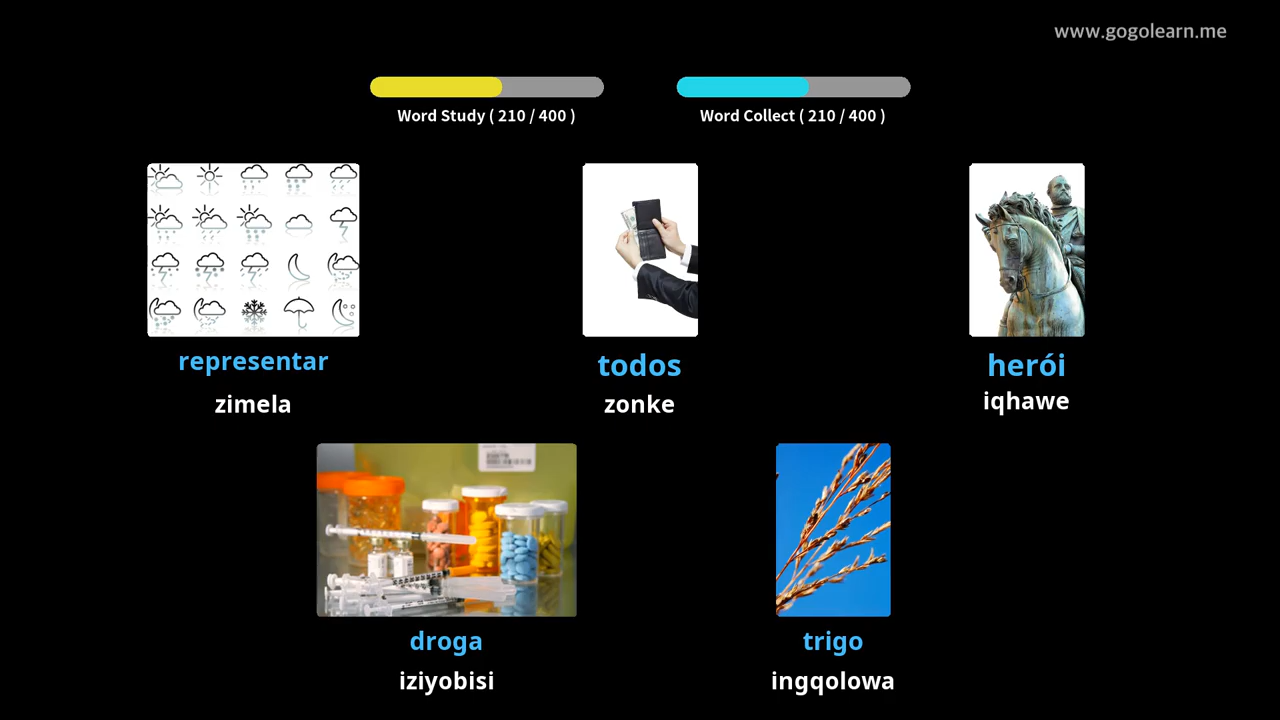 www.gogolearn.me
Word Study ( 210 / 400 )
Word Collect ( 210 / 400 )
representar
zimela
todos
zonke
herói
iqhawe
droga
iziyobisi
trigo
ingqolowa